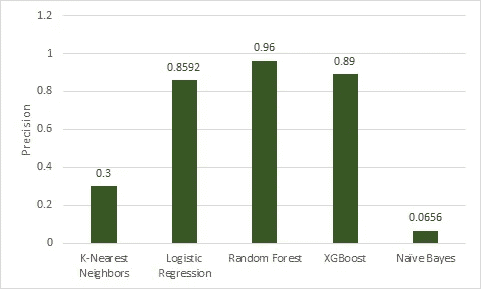 1.2
1
0.8
0.6
0.4
0.2
0
Precision
0.3
0.8592
0.96
0.89
0.0656
K-Nearest
Neighbors
Logistic
Regression
Random Forest
XGBoost
Naïve Bayes